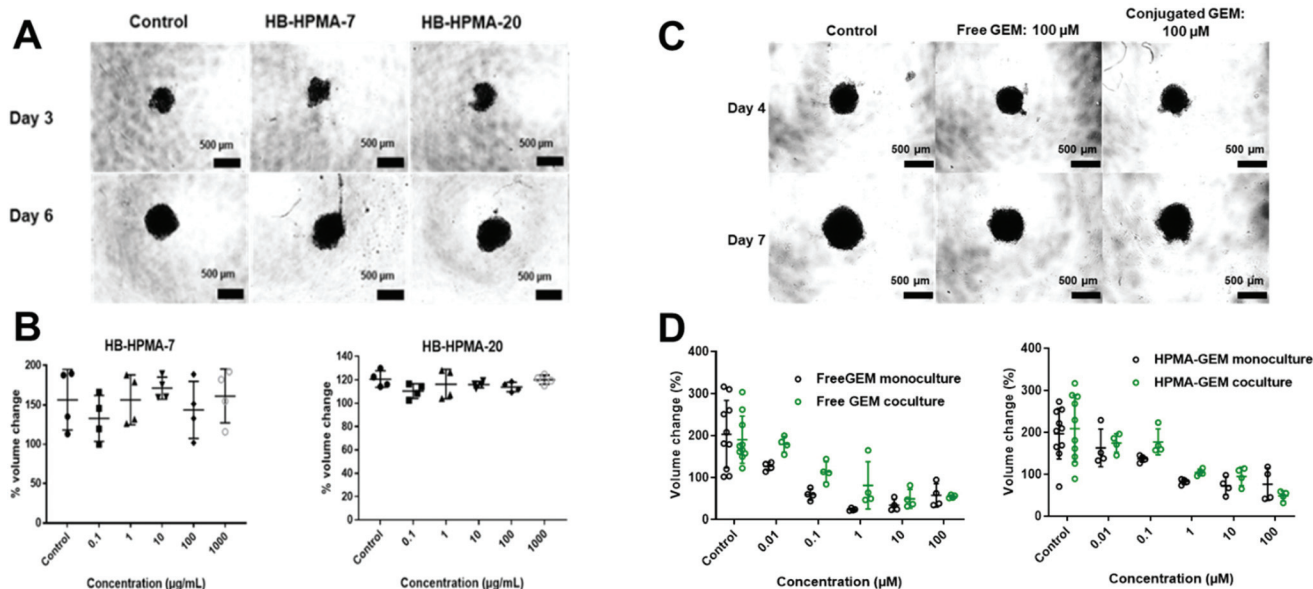 A
Control
HB-HPMA-7
HB-HPMA-20
Day 3
500 µm
500 µm
500 µm
Day 6
500 µm
500 µm
500 µm
B
HB-HPMA-7
% volume change
200
150
100
50
0
Control
0.1
1
10
100
1000
Concentration (µg/mL)
HB-HPMA-20
% volume change
140
120
100
80
60
40
20
0
Control
0.1
1
10
100
1000
Concentration (µg/mL)
C
Control
Free GEM: 100 µM
Conjugated GEM:
100 µM
Day 4
500 µm
500 µm
500 µm
Day 7
500 µm
500 µm
500 µm
D
Volume change (%)
400
300
200
100
0
FreeGEM monoculture
Free GEM coculture
Control
0.01
0.1
1
10
100
Concentration (µM)
Volume change (%)
400
300
200
100
0
HPMA-GEM monoculture
HPMA-GEM coculture
Control
0.01
0.1
1
10
100
Concentration (µM)